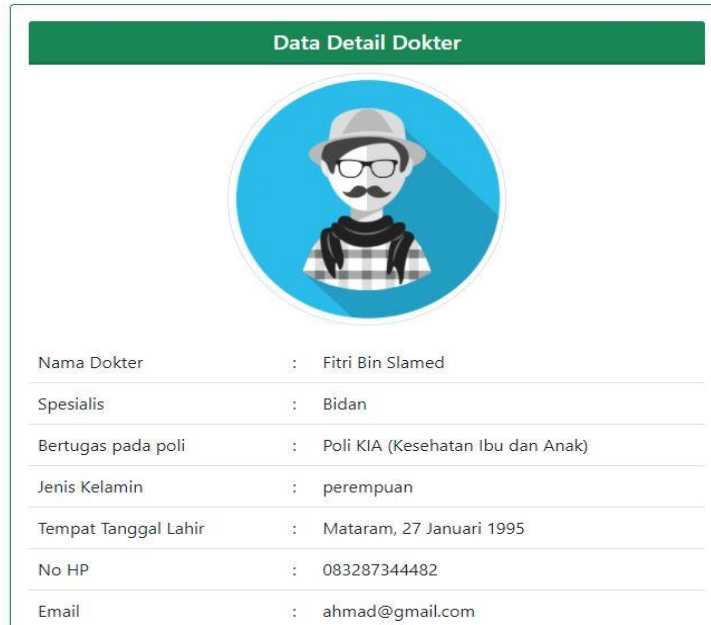 Data Detail Dokter
Nama Dokter : Fitri Bin Slamed
Spesialis : Bidan
Bertugas pada poli : Poli KIA (Kesehatan Ibu dan Anak)
Jenis Kelamin : perempuan
Tempat Tanggal Lahir : Mataram, 27 Januari 1995
No HP : 083287344482
Email : ahmad@gmail.com